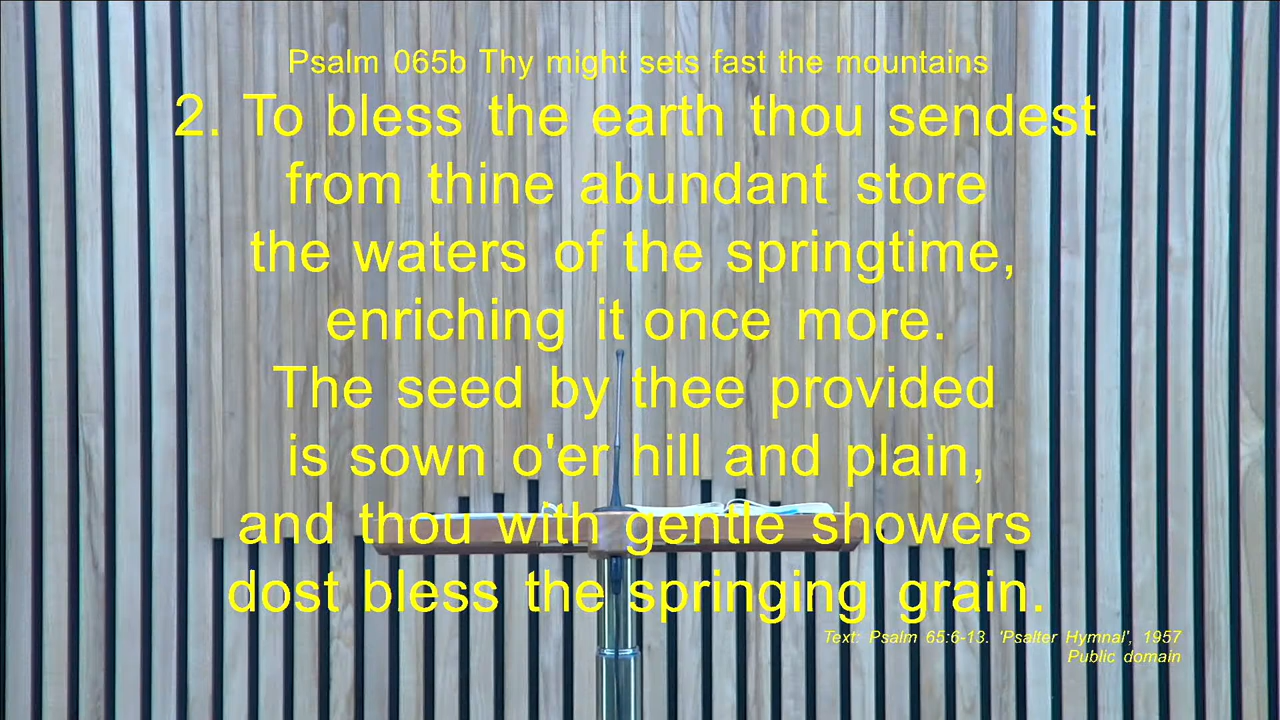 Psalm 065b Thy might sets fast the mountains
2. To bless the earth thou sendest
from thine abundant store
the waters of the springtime,
enriching it once more.
The seed by thee provided
is sown o'er hill and plain,
and thou with gentle showers
dost bless the springing grain.
Text: Psalm 65:6-13. 'Psalter Hymnal', 1957
Public domain